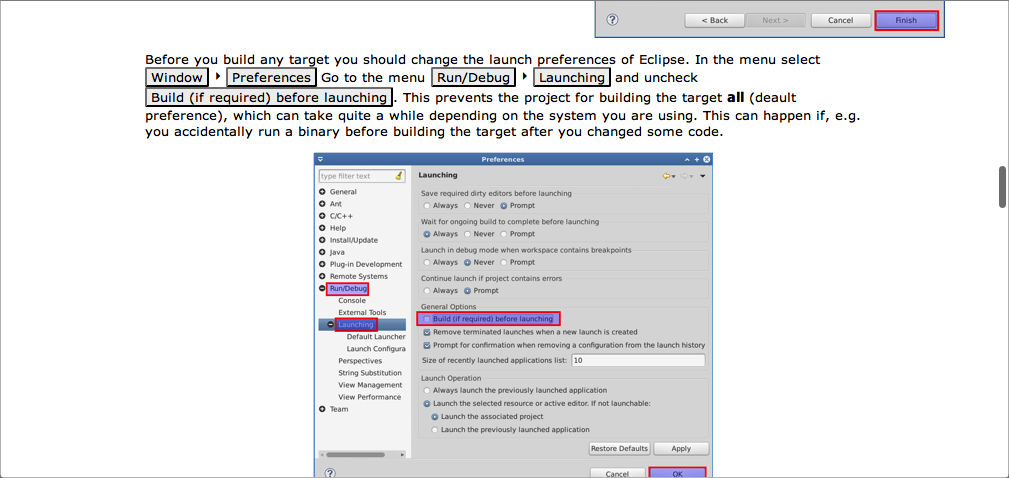 < Back Next > Cancel Finish
Before you build any target you should change the launch preferences of Eclipse. In the menu select
Window Preferences Go to the menu Run/Debug Launching and uncheck
Build (if required) before launching . This prevents the project for building the target all (deault
preference), which can take quite a while depending on the system you are using. This can happen if, e.g.
you accidentally run a binary before building the target after you changed some code.
Preferences
type filter text
General
Ant
C/C++
Help
Install/Update
Java
Plug-in Development
Remote Systems
Run/Debug
Console
External Tools
Launching
Default Launcher
Launch Configura
Perspectives
String Substitution
View Management
View Performance
Team
Launching
Save required dirty editors before launching
Always Never Prompt
Wait for ongoing build to complete before launching
Always Never Prompt
Launch in debug mode when workspace contains breakpoints
Always Never Prompt
Continue launch if project contains errors
Always Prompt
General Options
Build (if required) before launching
Remove terminated launches when a new launch is created
Prompt for confirmation when removing a configuration from the launch history
Size of recently launched applications list: 10
Launch Operation
Always launch the previously launched application
Launch the selected resource or active editor. If not launchable:
Launch the associated project
Launch the previously launched application
Restore Defaults Apply
Cancel OK